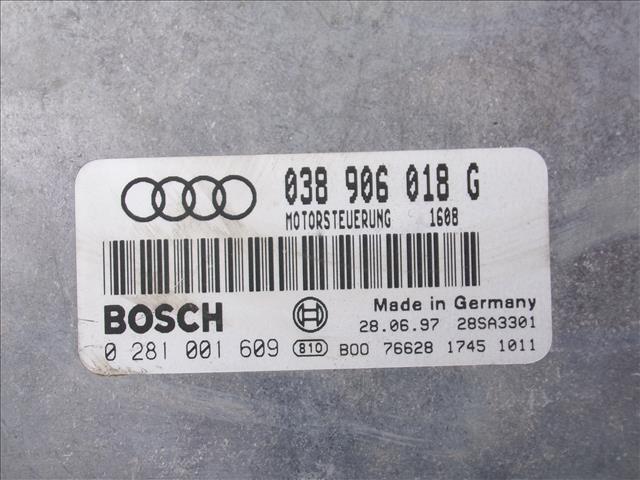 038 906 018 G
MOTORSTEUERUNG 1608
BOSCH
Made in Germany
28.06.97 28SA3301
0 281 001 609 810 B00 76628 1745 1011